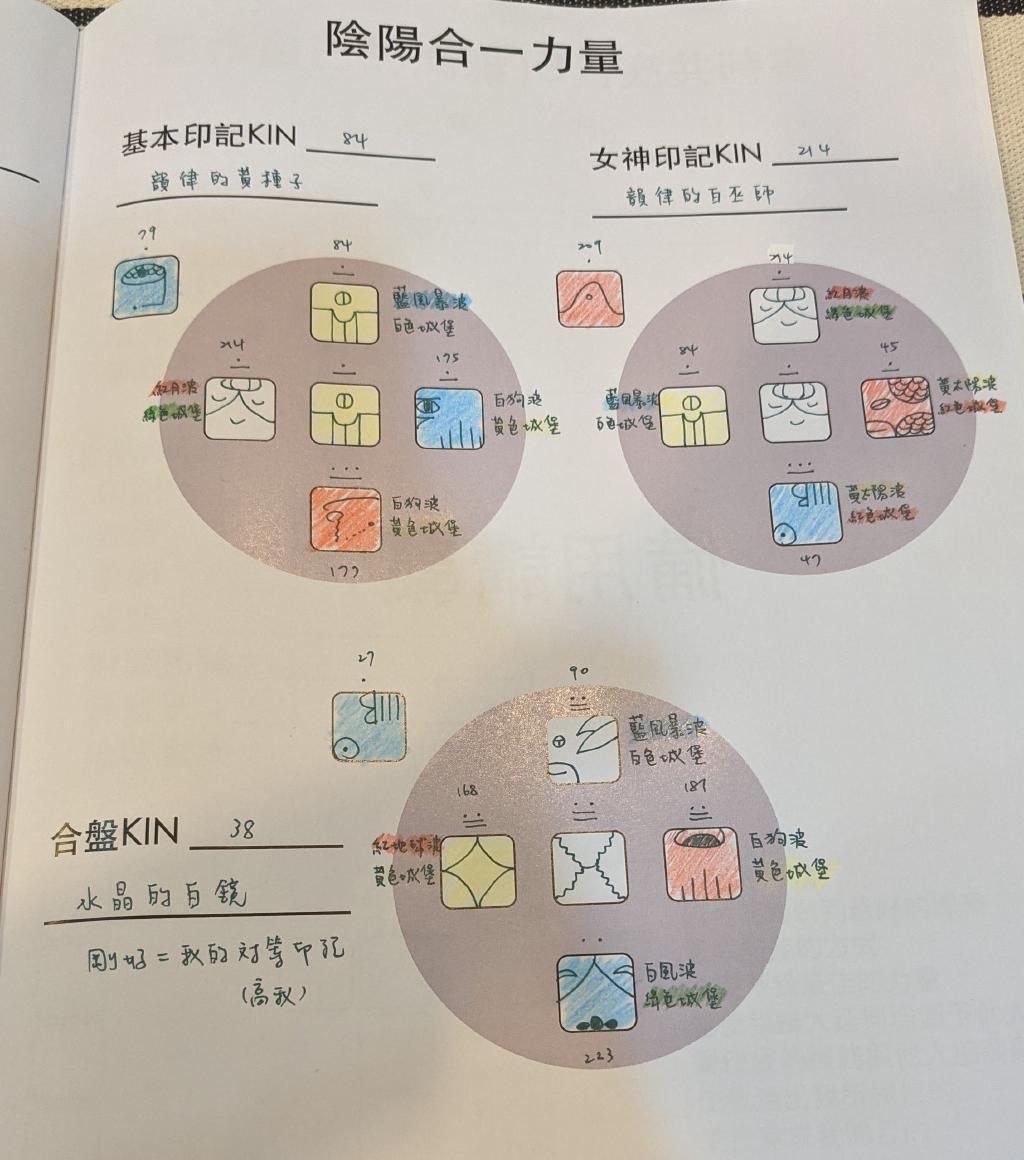 陰陽合一力量
基本印記KIN 84
韻律的黃種子
79
84
藍風暴波
白色城堡
214
紅月波
綠色城堡
175
白狗波
黃色城堡
白狗波
黃色城堡
177
女神印記KIN 214
韻律的白巫師
209
214
紅月波
綠色城堡
84
藍風暴波
白色城堡
45
黃太陽波
紅色城堡
黃太陽波
紅色城堡
47
27
90
藍風暴波
白色城堡
168
紅地球波
黃色城堡
187
白狗波
黃色城堡
白風波
綠色城堡
223
合盤KIN 38
水晶的白鏡
剛好=我的對等印記
(高我)